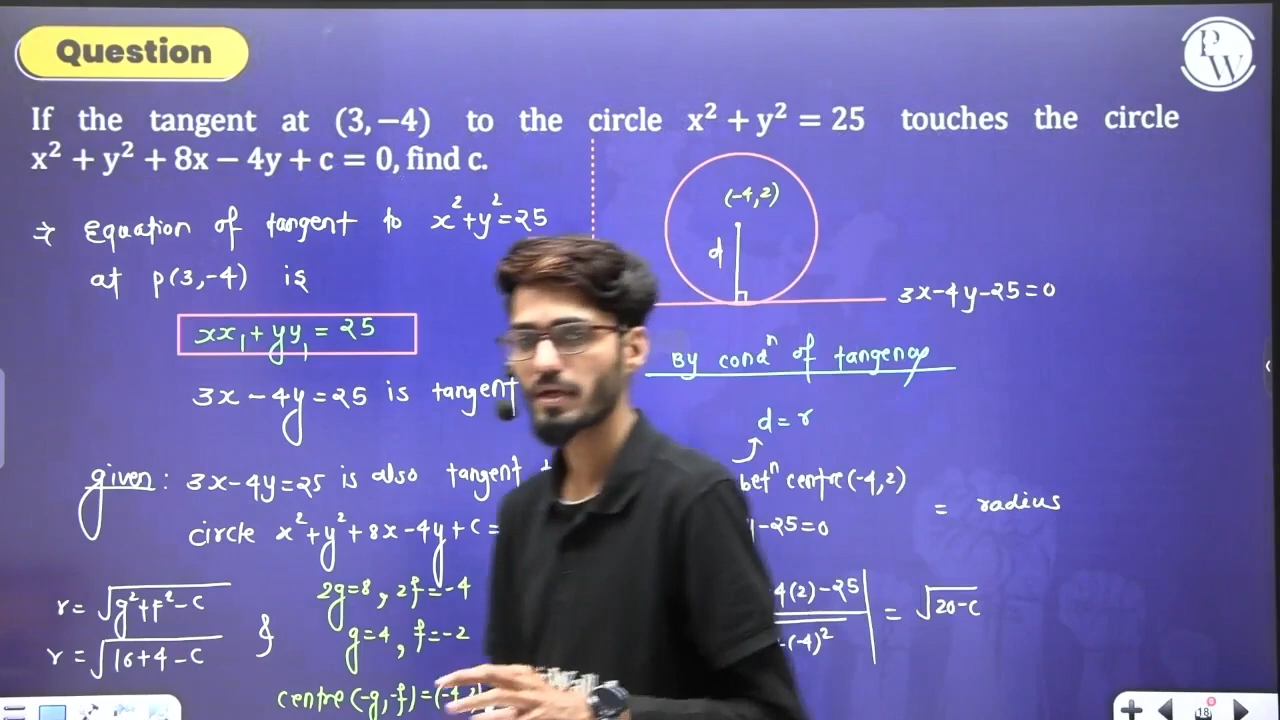 Question
PW
If the tangent at (3, −4) to the circle x² + y² = 25 touches the circle
x² + y² + 8x − 4y + c = 0, find c.
⇒ Equation of tangent to x²+y²=25
at P(3,-4) is
xx₁+yy₁=25
3x-4y=25 is tangent
given: 3x-4y=25 is also tangent
circle x²+y²+8x-4y+c=
r=√g²+f²-c
r=√16+4-c
&
2g=8, 2f=-4
g=4, f=-2
centre(-g,-f)=(-4,2)
(-4,2)
d
3x-4y-25=0
By condⁿ of tangency
d=r
betⁿ centre(-4,2)
-25=0
= radius
4(2)-25|
(-4)²
= √20-c
18